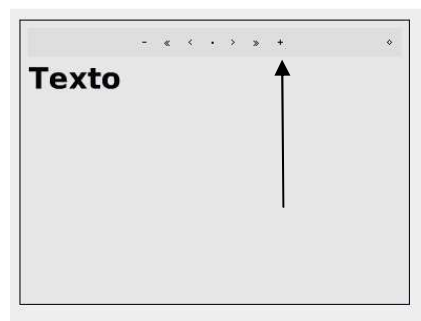 - « < · > » + ◇
Texto